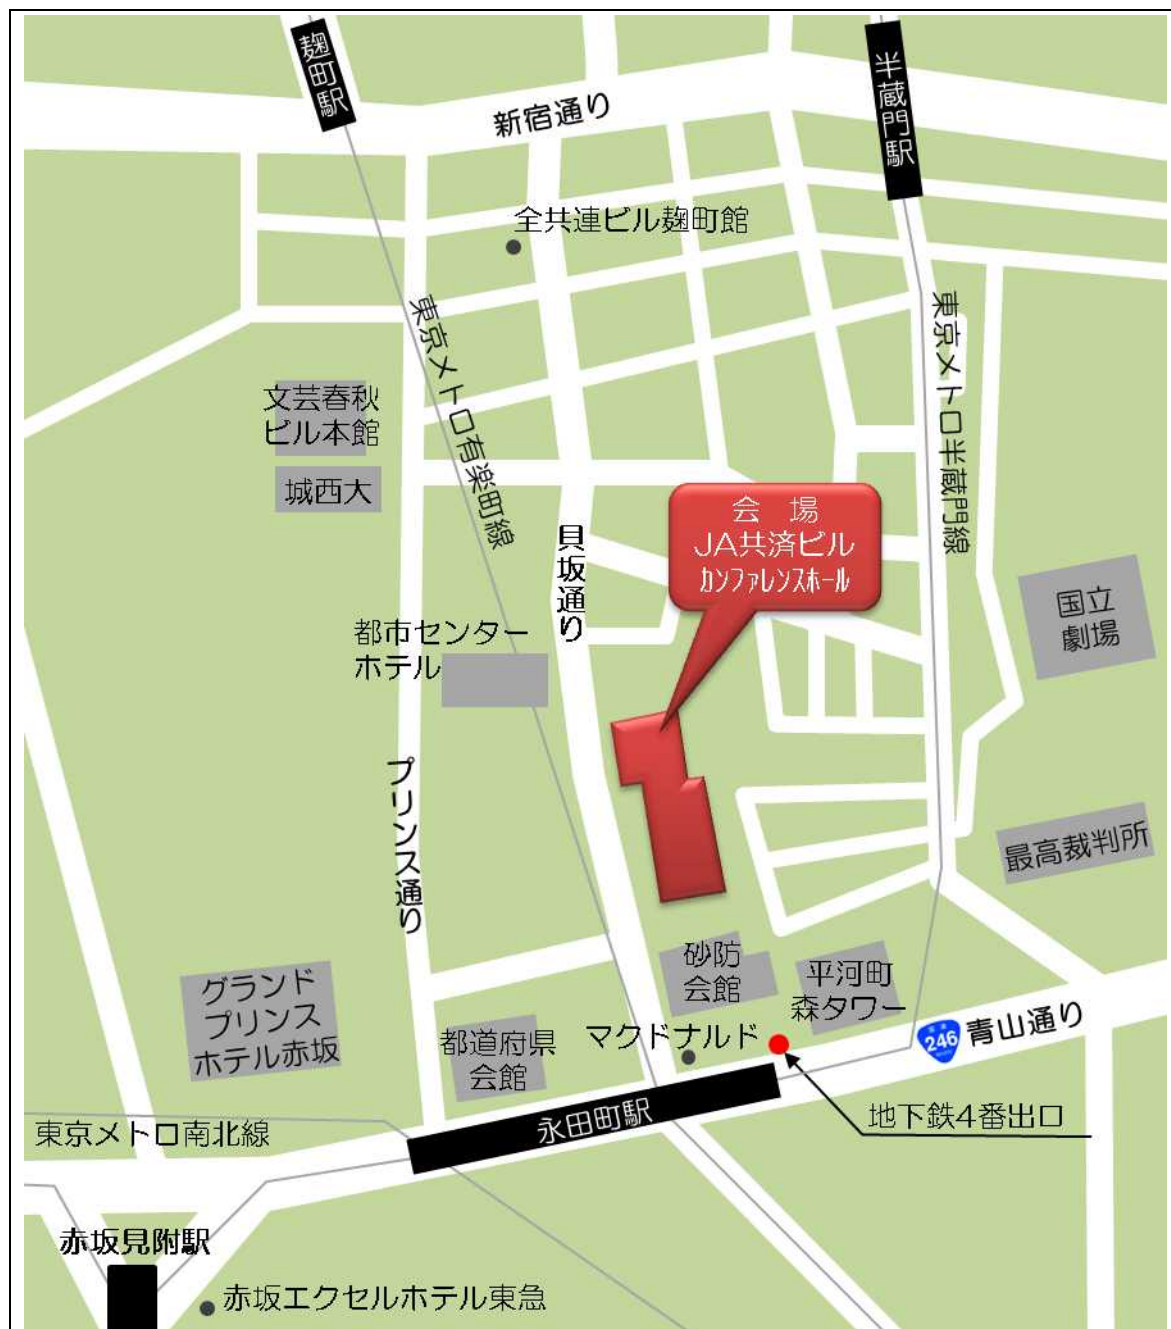 麹町駅
半蔵門駅
新宿通り
全共連ビル麹町館
東京メトロ有楽町線
東京メトロ半蔵門線
文芸春秋
ビル本館
城西大
会　場
JA共済ビル
ｶﾝﾌｧﾚﾝｽﾎｰﾙ
貝坂通り
国立
劇場
都市センター
ホテル
プリンス通り
最高裁判所
砂防
会館
平河町
森タワー
グランド
プリンス
ホテル赤坂
都道府県
会館
マクドナルド
246
青山通り
永田町駅
地下鉄4番出口
東京メトロ南北線
赤坂見附駅
赤坂エクセルホテル東急